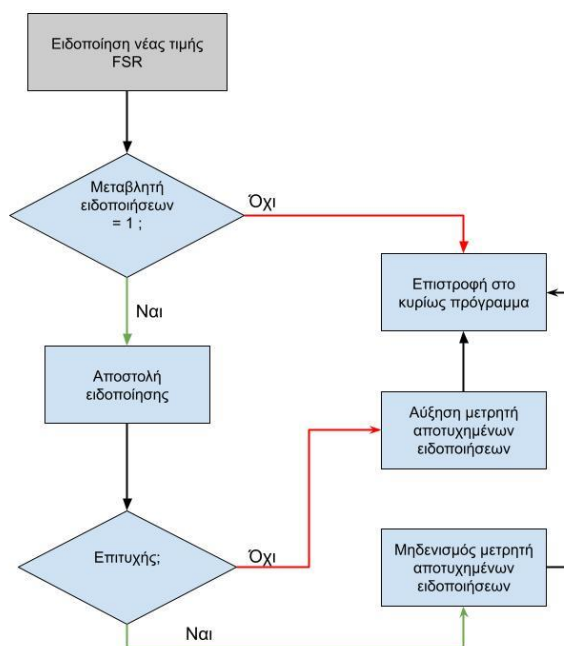 Ειδοποίηση νέας τιμής
FSR
Μεταβλητή
ειδοποιήσεων
= 1 ;
Όχι
Ναι
Επιστροφή στο
κυρίως πρόγραμμα
Αποστολή
ειδοποίησης
Αύξηση μετρητή
αποτυχημένων
ειδοποιήσεων
Επιτυχής;
Όχι
Μηδενισμός μετρητή
αποτυχημένων
ειδοποιήσεων
Ναι